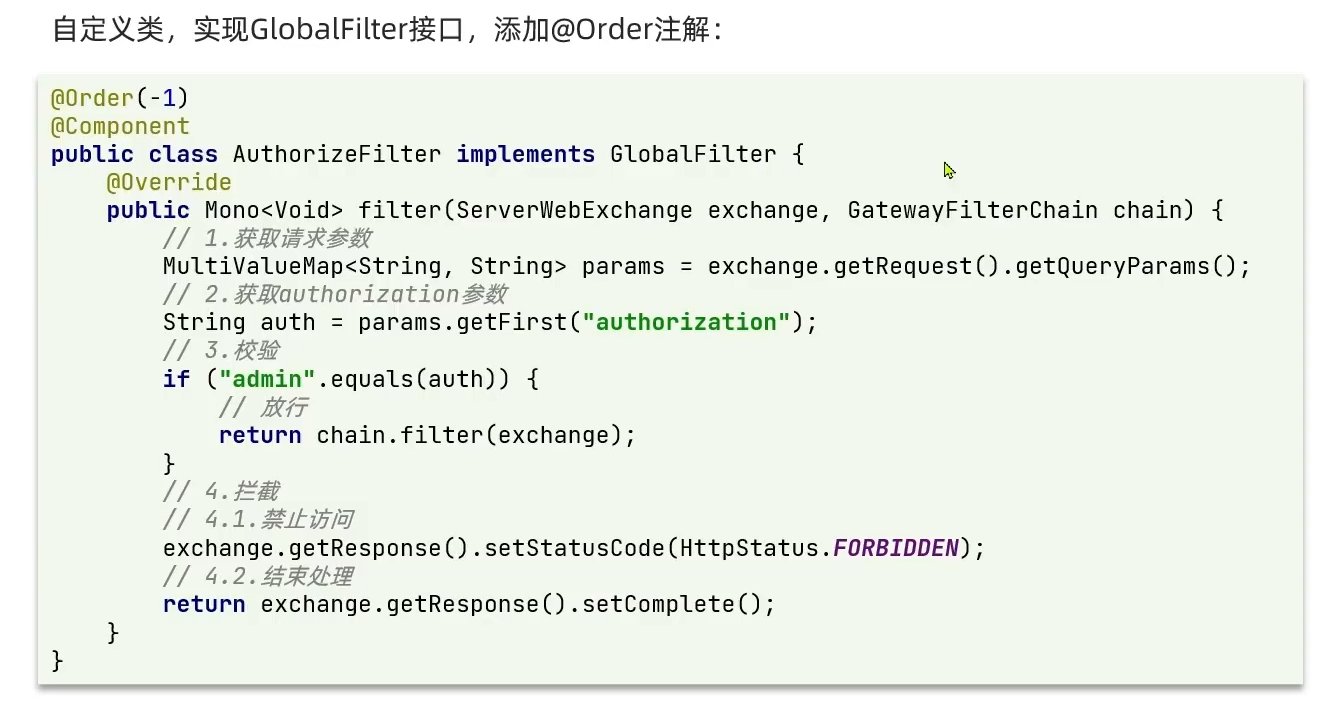 自定义类，实现GlobalFilter接口，添加@Order注解：
@Order(-1)
@Component
public class AuthorizeFilter implements GlobalFilter {
    @Override
    public Mono<Void> filter(ServerWebExchange exchange, GatewayFilterChain chain) {
        // 1.获取请求参数
        MultiValueMap<String, String> params = exchange.getRequest().getQueryParams();
        // 2.获取authorization参数
        String auth = params.getFirst("authorization");
        // 3.校验
        if ("admin".equals(auth)) {
            // 放行
            return chain.filter(exchange);
        }
        // 4.拦截
        // 4.1.禁止访问
        exchange.getResponse().setStatusCode(HttpStatus.FORBIDDEN);
        // 4.2.结束处理
        return exchange.getResponse().setComplete();
    }
}